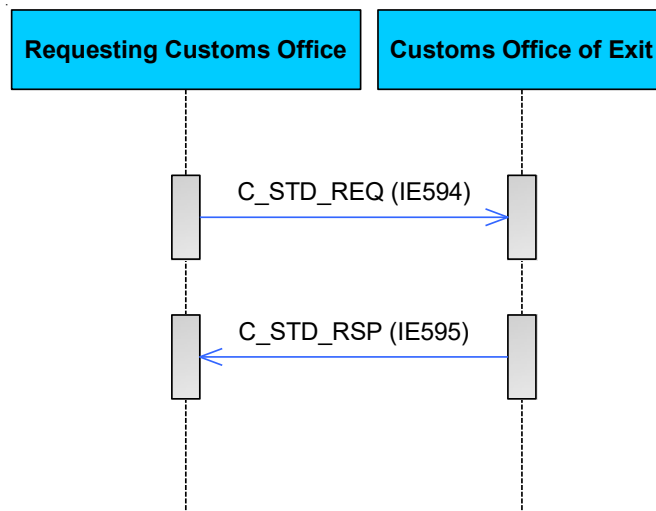 Requesting Customs Office
Customs Office of Exit
C_STD_REQ (IE594)
C_STD_RSP (IE595)